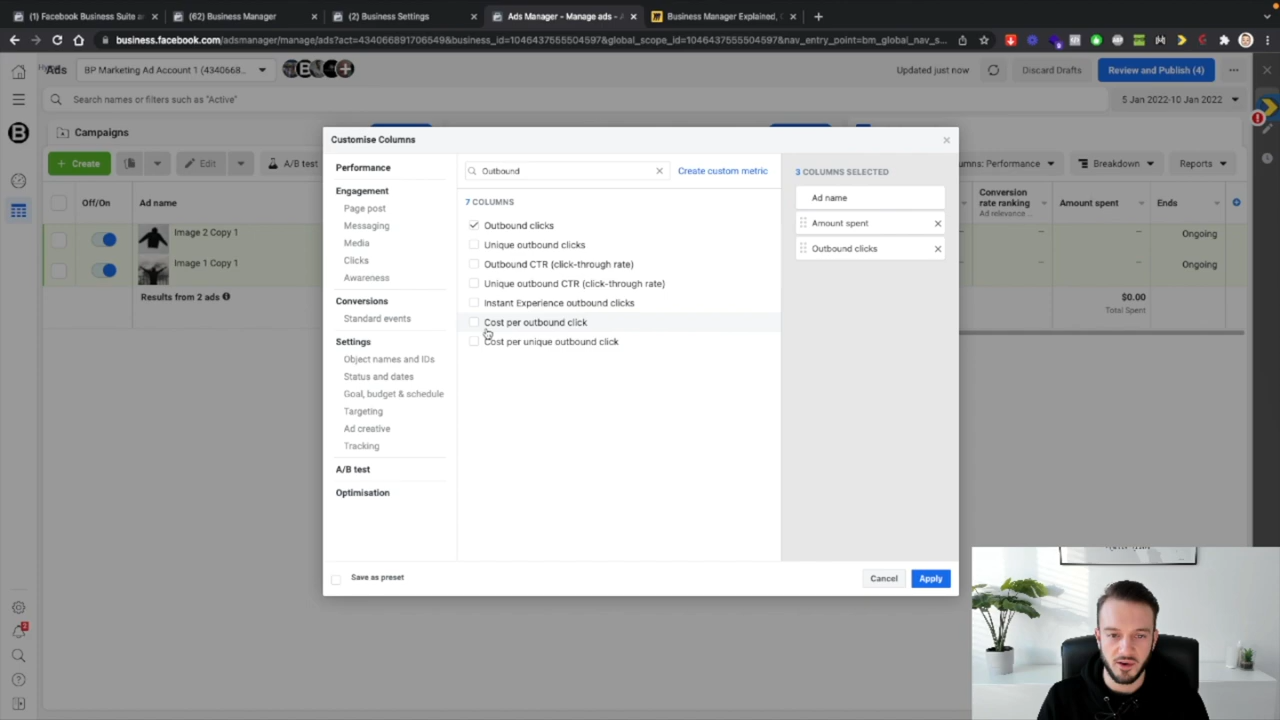 (1) Facebook Business Suite a
(62) Business Manager
(2) Business Settings
Ads Manager - Manage ads - A
Business Manager Explained, C
business.facebook.com/adsmanager/manage/ads?act=434066891706549&business_id=1046437555504597&global_scope_id=1046437555504597&nav_entry_point=bm_global_nav_s...
Ads
BP Marketing Ad Account 1 (4340668...
Updated just now
Discard Drafts
Review and Publish (4)
Search names or filters such as "Active"
5 Jan 2022-10 Jan 2022
Campaigns
Customise Columns
+ Create
Edit
A/B test
umns: Performance
Breakdown
Reports
Performance
Outbound
Create custom metric
3 COLUMNS SELECTED
Off/On
Ad name
Conversion
rate ranking
Ad relevance ...
Amount spent
Ends
Engagement
Page post
Messaging
Media
Clicks
Awareness
Conversions
Standard events
Settings
Object names and IDs
Status and dates
Goal, budget & schedule
Targeting
Ad creative
Tracking
A/B test
Optimisation
7 COLUMNS
Outbound clicks
Unique outbound clicks
Outbound CTR (click-through rate)
Unique outbound CTR (click-through rate)
Instant Experience outbound clicks
Cost per outbound click
Cost per unique outbound click
Ad name
Amount spent
Outbound clicks
Image 2 Copy 1
Ongoing
Image 1 Copy 1
Ongoing
Results from 2 ads
$0.00
Total Spent
Save as preset
Cancel
Apply